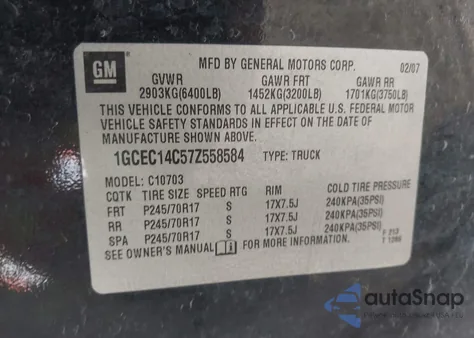 GM
MFD BY GENERAL MOTORS CORP. 02/07
GVWR GAWR FRT GAWR RR
2903KG(6400LB) 1452KG(3200LB) 1701KG(3750LB)
THIS VEHICLE CONFORMS TO ALL APPLICABLE U.S. FEDERAL MOTOR
VEHICLE SAFETY STANDARDS IN EFFECT ON THE DATE OF
MANUFACTURE SHOWN ABOVE.
1GCEC14C57Z558584 TYPE: TRUCK
MODEL: C10703
CQTK TIRE SIZE SPEED RTG RIM COLD TIRE PRESSURE
FRT P245/70R17 S 17X7.5J 240KPA(35PSI)
RR P245/70R17 S 17X7.5J 240KPA(35PSI)
SPA P245/70R17 S 17X7.5J 240KPA(35PSI)
SEE OWNER'S MANUAL FOR MORE INFORMATION.
autoSnap